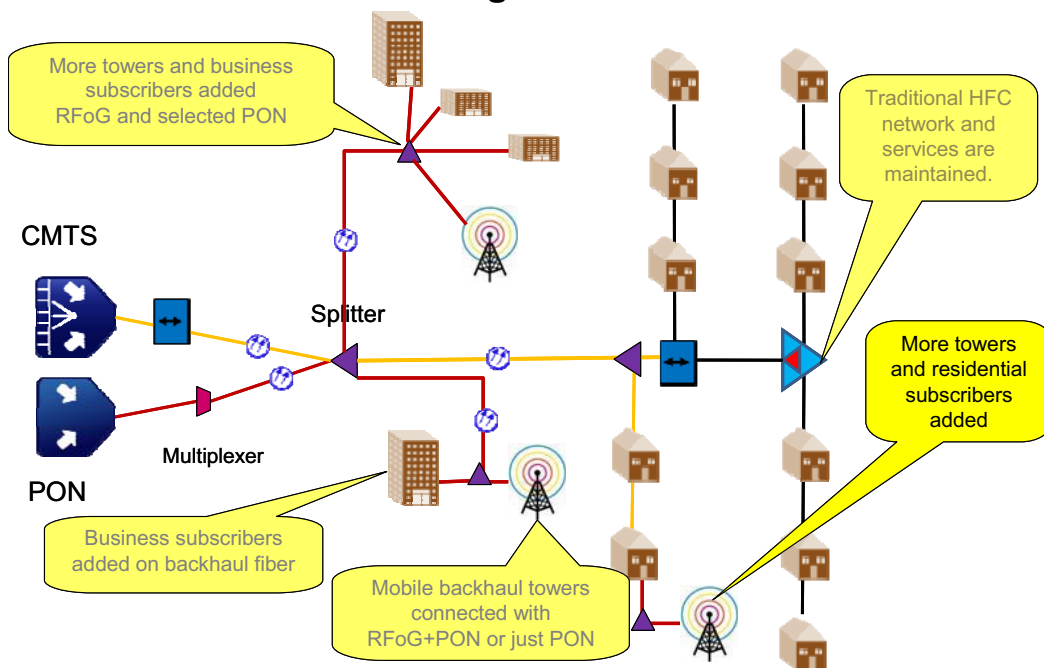 More towers and business
subscribers added
RFoG and selected PON
Traditional HFC
network and
services are
maintained.
CMTS
Splitter
More towers
and residential
subscribers
added
Multiplexer
PON
Business subscribers
added on backhaul fiber
Mobile backhaul towers
connected with
RFoG+PON or just PON